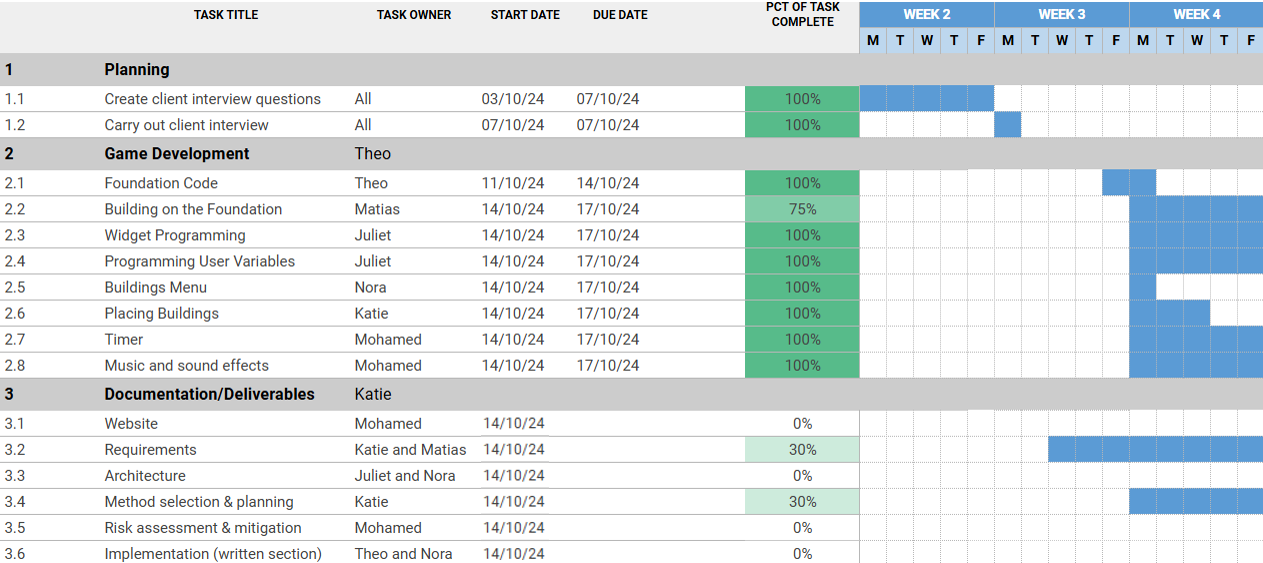 TASK TITLE TASK OWNER START DATE DUE DATE PCT OF TASK COMPLETE WEEK 2 WEEK 3 WEEK 4
M T W T F M T W T F M T W T F
1 Planning
1.1 Create client interview questions All 03/10/24 07/10/24 100%
1.2 Carry out client interview All 07/10/24 07/10/24 100%
2 Game Development Theo
2.1 Foundation Code Theo 11/10/24 14/10/24 100%
2.2 Building on the Foundation Matias 14/10/24 17/10/24 75%
2.3 Widget Programming Juliet 14/10/24 17/10/24 100%
2.4 Programming User Variables Juliet 14/10/24 17/10/24 100%
2.5 Buildings Menu Nora 14/10/24 17/10/24 100%
2.6 Placing Buildings Katie 14/10/24 17/10/24 100%
2.7 Timer Mohamed 14/10/24 17/10/24 100%
2.8 Music and sound effects Mohamed 14/10/24 17/10/24 100%
3 Documentation/Deliverables Katie
3.1 Website Mohamed 14/10/24 0%
3.2 Requirements Katie and Matias 14/10/24 30%
3.3 Architecture Juliet and Nora 14/10/24 0%
3.4 Method selection & planning Katie 14/10/24 30%
3.5 Risk assessment & mitigation Mohamed 14/10/24 0%
3.6 Implementation (written section) Theo and Nora 14/10/24 0%